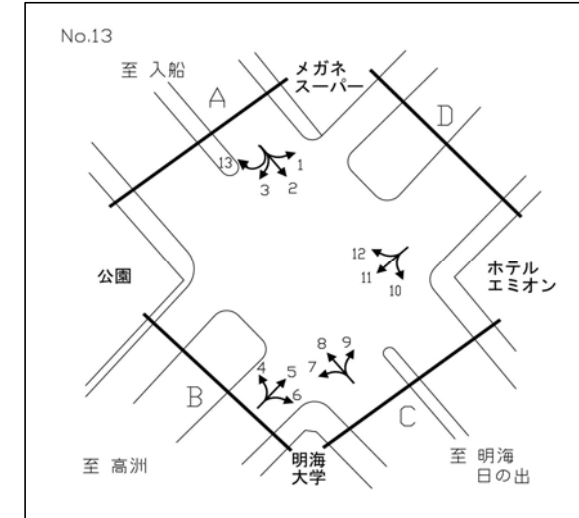 No.13
至 入船
A
メガネ
スーパー
D
13
1
3
2
公園
12
11
10
ホテル
エミオン
8
9
7
4
5
6
B
C
至 高洲
明海
大学
至 明海
日の出